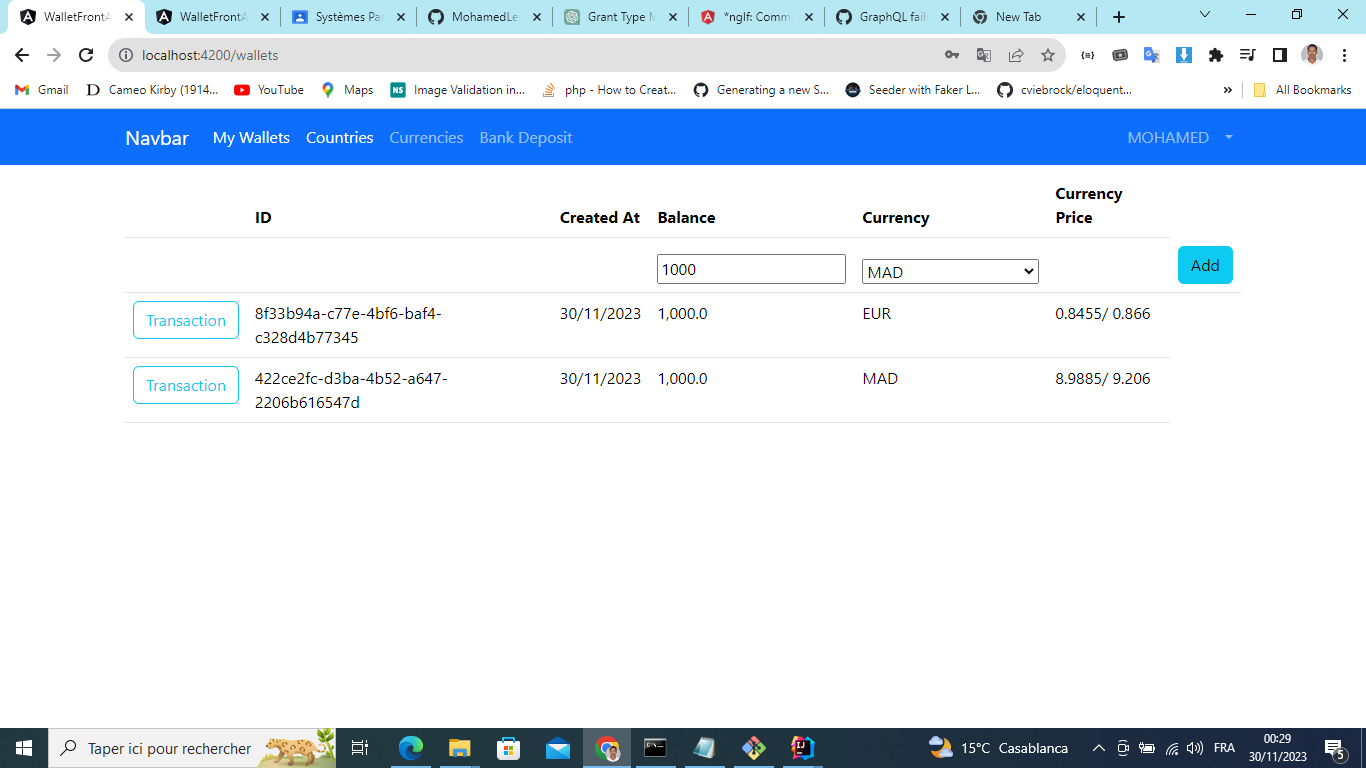 WalletFrontA
WalletFrontA
Systèmes Pa
MohamedLe
Grant Type M
*ngIf: Comm
GraphQL fail
New Tab
localhost:4200/wallets
Gmail
Cameo Kirby (1914...
YouTube
Maps
NS
Image Validation in...
php - How to Creat...
Generating a new S...
Seeder with Faker L...
cviebrock/eloquent...
»
All Bookmarks
Navbar My Wallets Countries Currencies Bank Deposit MOHAMED
ID Created At Balance Currency Currency
Price
1000 MAD Add
Transaction 8f33b94a-c77e-4bf6-baf4- 30/11/2023 1,000.0 EUR 0.8455/ 0.866
c328d4b77345
Transaction 422ce2fc-d3ba-4b52-a647- 30/11/2023 1,000.0 MAD 8.9885/ 9.206
2206b616547d
Taper ici pour rechercher
15°C Casablanca
FRA
00:29
30/11/2023
5